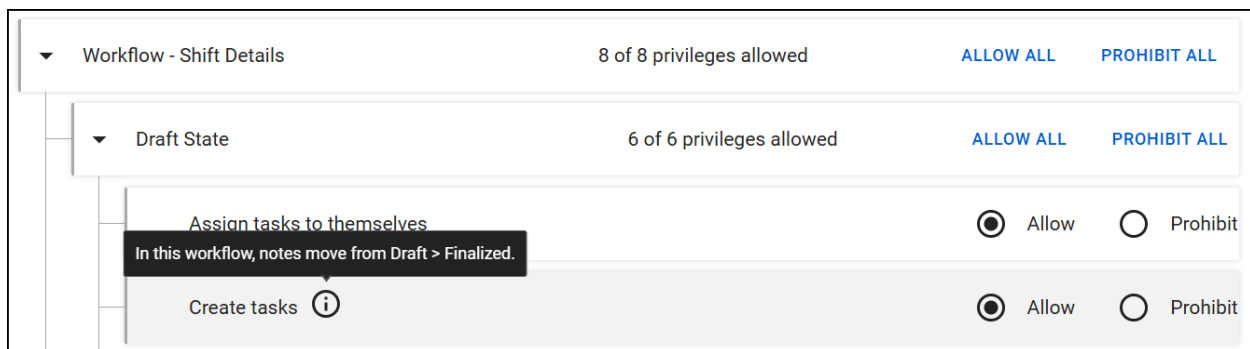 Workflow - Shift Details 8 of 8 privileges allowed ALLOW ALL PROHIBIT ALL
Draft State 6 of 6 privileges allowed ALLOW ALL PROHIBIT ALL
Assign tasks to themselves Allow Prohibit
In this workflow, notes move from Draft > Finalized.
Create tasks Allow Prohibit